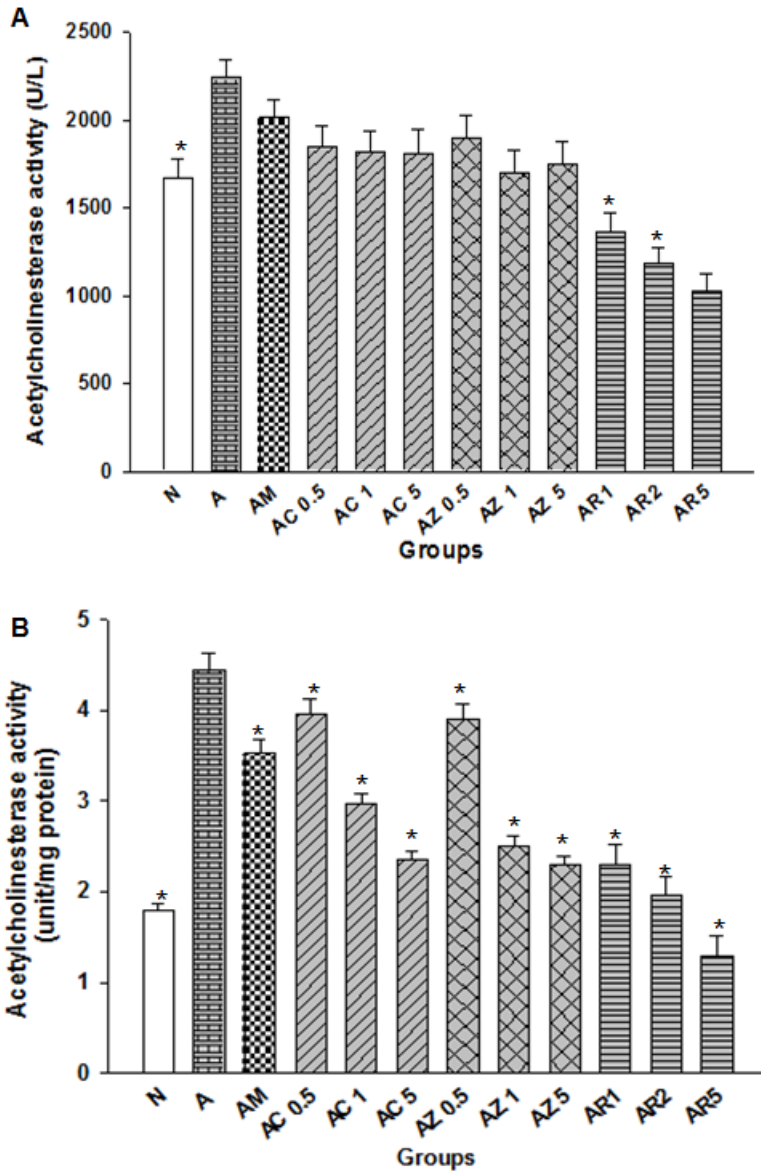 A
Acetylcholinesterase activity (U/L)
2500
2000
1500
1000
500
0
*
*
*
N
A
AM
AC 0.5
AC 1
AC 5
AZ 0.5
AZ 1
AZ 5
AR1
AR2
AR5
Groups
B
Acetylcholinesterase activity
(unit/mg protein)
5
4
3
2
1
0
*
*
*
*
*
*
*
*
*
*
*
N
A
AM
AC 0.5
AC 1
AC 5
AZ 0.5
AZ 1
AZ 5
AR1
AR2
AR5
Groups